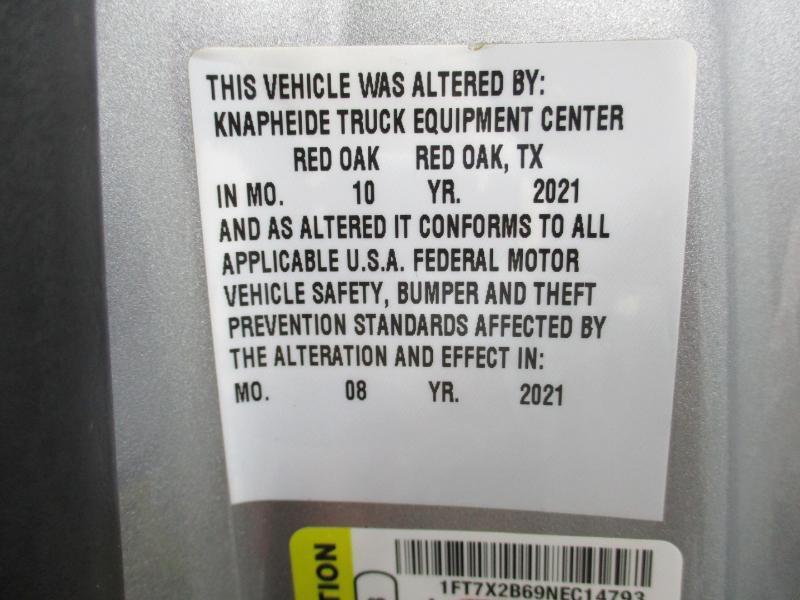 THIS VEHICLE WAS ALTERED BY:
KNAPHEIDE TRUCK EQUIPMENT CENTER
RED OAK RED OAK, TX
IN MO. 10 YR. 2021
AND AS ALTERED IT CONFORMS TO ALL
APPLICABLE U.S.A. FEDERAL MOTOR
VEHICLE SAFETY, BUMPER AND THEFT
PREVENTION STANDARDS AFFECTED BY
THE ALTERATION AND EFFECT IN:
MO. 08 YR. 2021
TION
1FT7X2B69NEC14793